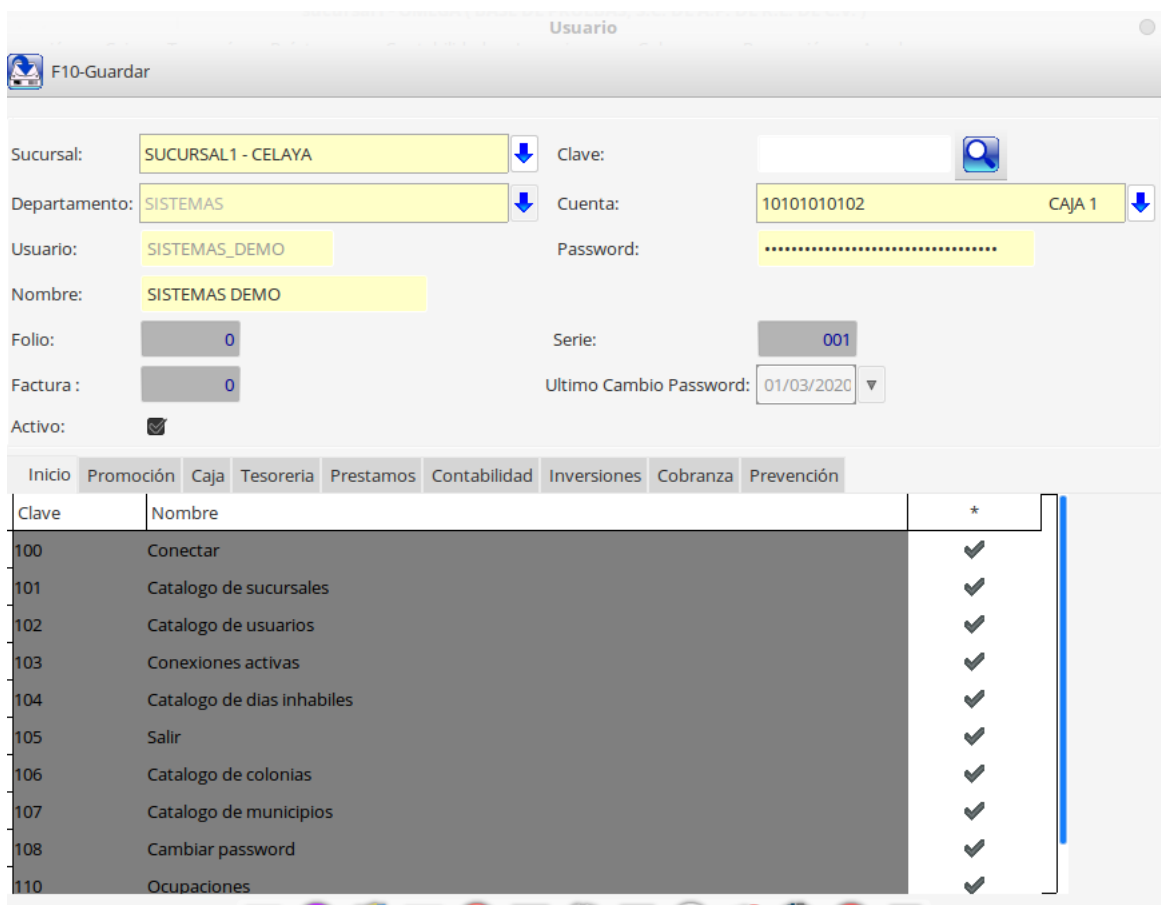 Usuario
F10-Guardar
Sucursal: SUCURSAL1 - CELAYA Clave:
Departamento: SISTEMAS Cuenta: 10101010102 CAJA 1
Usuario: SISTEMAS_DEMO Password: •••••••••••••••••••••••••••••••••••
Nombre: SISTEMAS DEMO
Folio: 0 Serie: 001
Factura : 0 Ultimo Cambio Password: 01/03/2020
Activo:
Inicio Promoción Caja Tesoreria Prestamos Contabilidad Inversiones Cobranza Prevención
Clave Nombre *
100 Conectar
101 Catalogo de sucursales
102 Catalogo de usuarios
103 Conexiones activas
104 Catalogo de dias inhabiles
105 Salir
106 Catalogo de colonias
107 Catalogo de municipios
108 Cambiar password
110 Ocupaciones